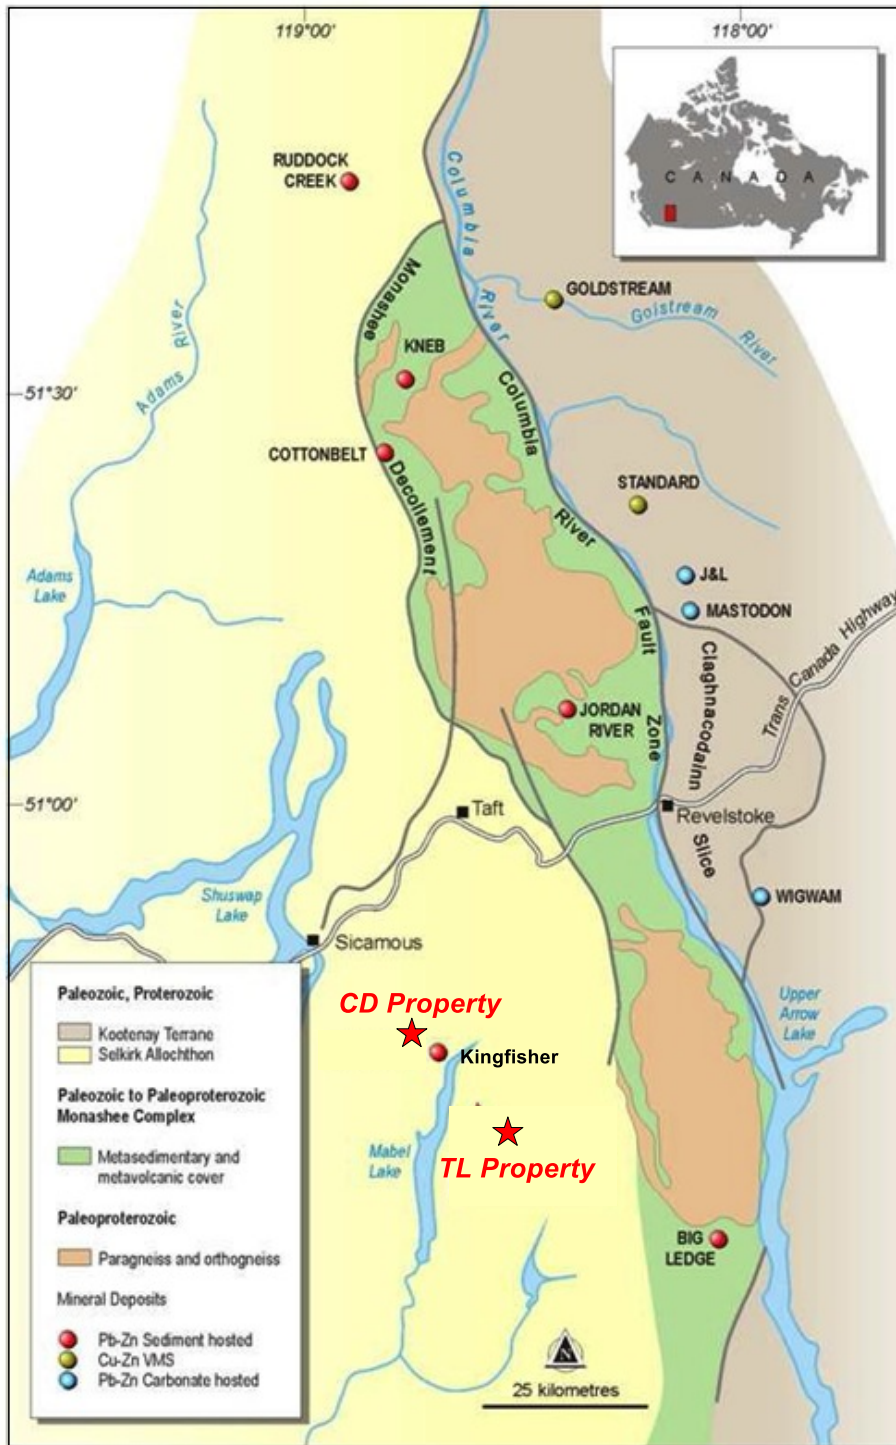 119°00'
118°00'
CANADA
RUDDOCK
CREEK
Columbia
River
Monashee
GOLDSTREAM
Golstream
River
Adams
River
KNEB
51°30'
Columbia
COTTONBELT
Decollement
STANDARD
River
Adams
Lake
J&L
MASTODON
Fault
Trans Canada Highway
Claghnacodainn
JORDAN
RIVER
Zone
51°00'
Taft
Revelstoke
Slice
Shuswap
Lake
WIGWAM
Sicamous
Paleozoic, Proterozoic
Kootenay Terrane
Selkirk Allochthon
Paleozoic to Paleoproterozoic
Monashee Complex
Metasedimentary and
metavolcanic cover
Paleoproterozoic
Paragneiss and orthogneiss
Mineral Deposits
Pb-Zn Sediment hosted
Cu-Zn VMS
Pb-Zn Carbonate hosted
CD Property
Kingfisher
Upper
Arrow
Lake
Mabel
Lake
TL Property
BIG
LEDGE
N
25 kilometres